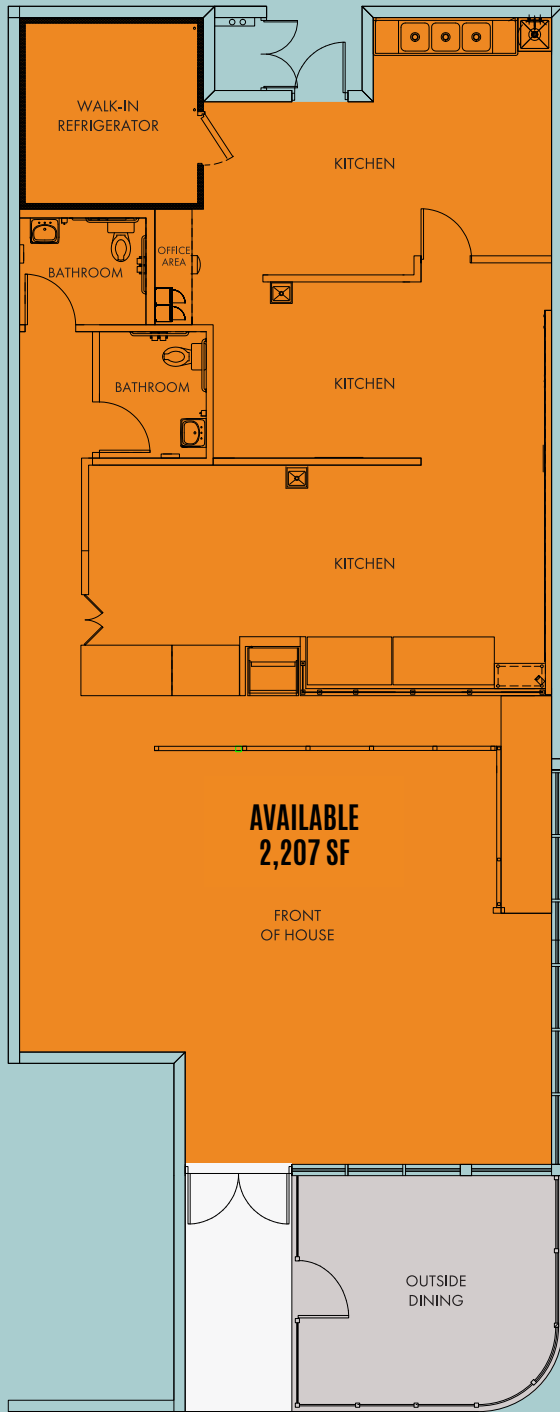 WALK-IN
REFRIGERATOR
KITCHEN
OFFICE
AREA
BATHROOM
KITCHEN
BATHROOM
KITCHEN
AVAILABLE
2,207 SF
FRONT
OF HOUSE
OUTSIDE
DINING